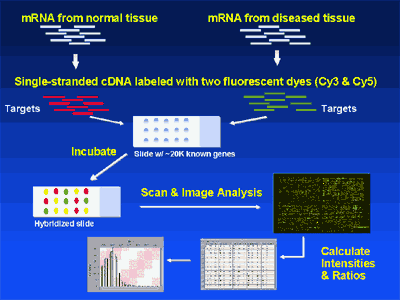 mRNA from normal tissue
mRNA from diseased tissue
Single-stranded cDNA labeled with two fluorescent dyes (Cy3 & Cy5)
Targets
Targets
Incubate
Slide w/ ~20K known genes
Scan & Image Analysis
Hybridized slide
Calculate
Intensities
& Ratios